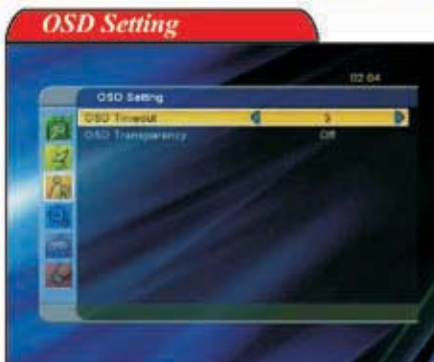 OSD Setting
02:04
OSD Setting
OSD Timeout 3
OSD Transparency Off